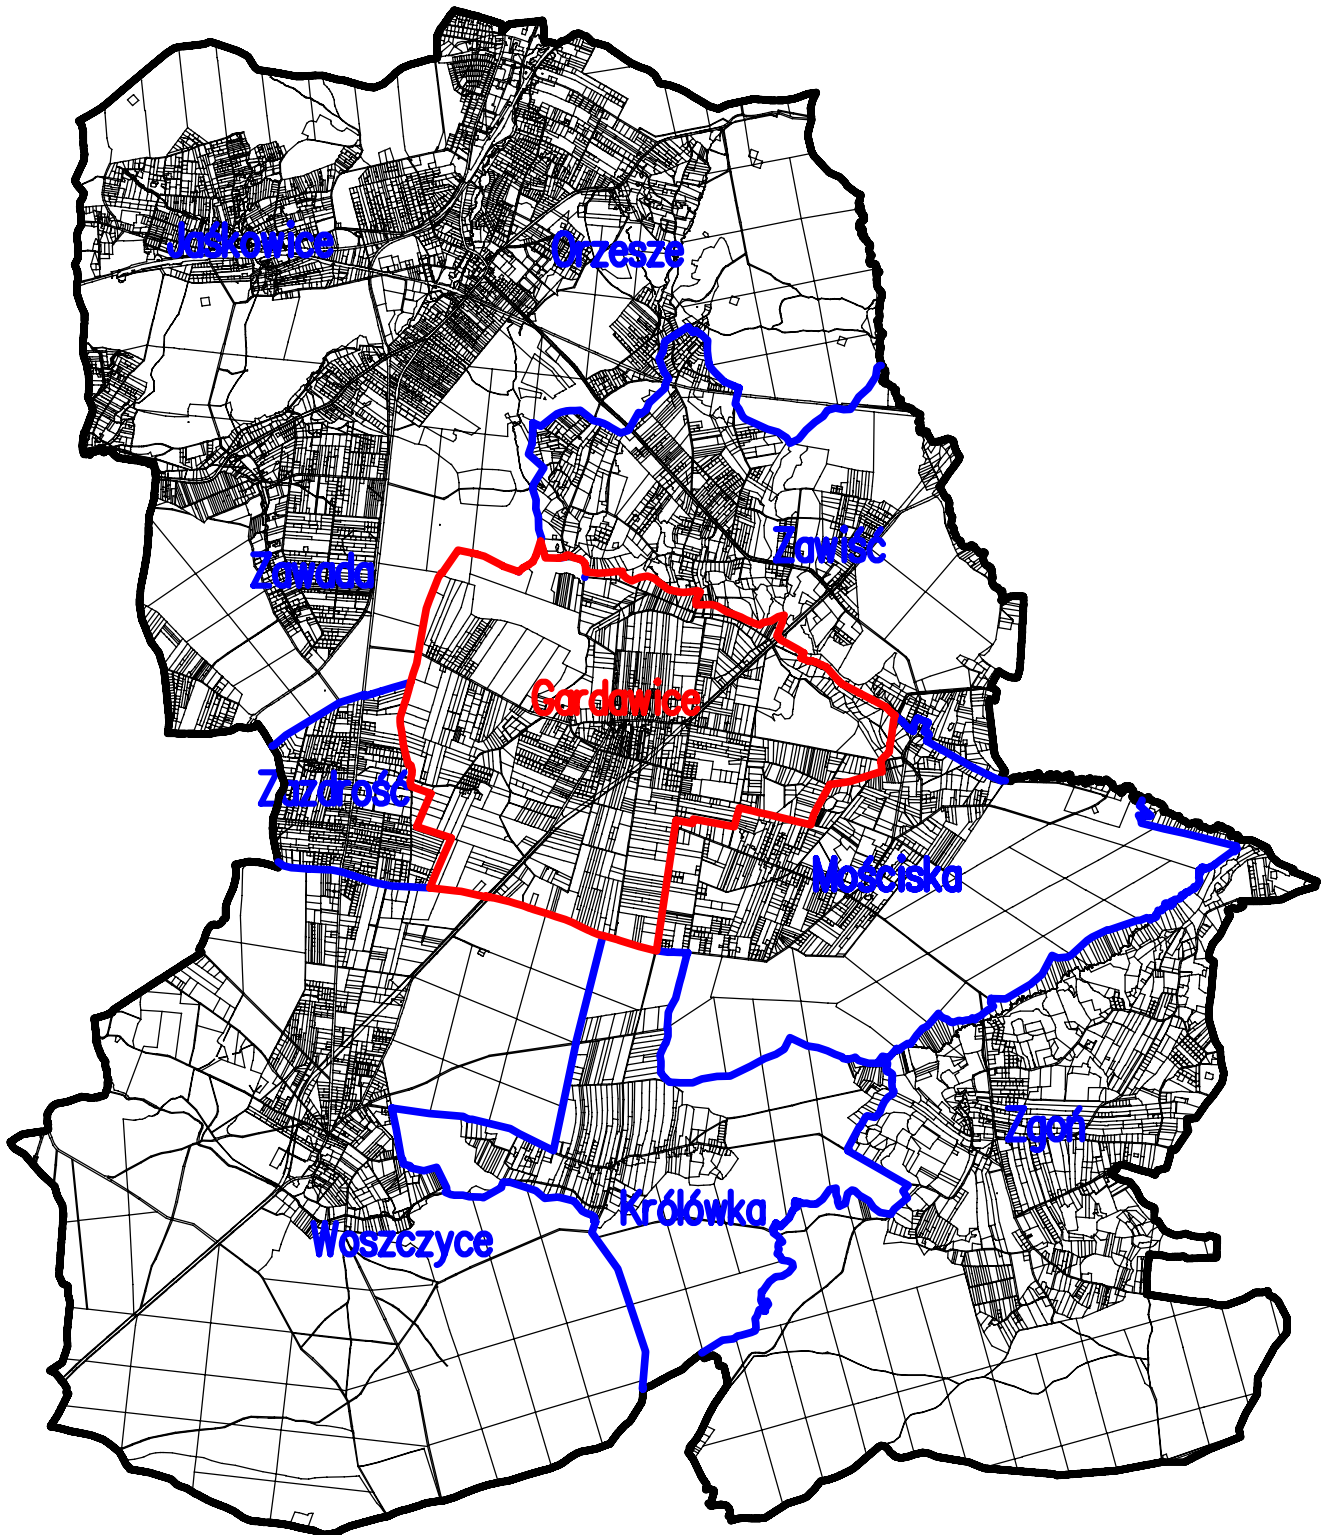 Jaśkowice
Orzesze
Zawiść
Zawada
Gardawice
Zazdrość
Mościska
Zgoń
Królówka
Woszczyce